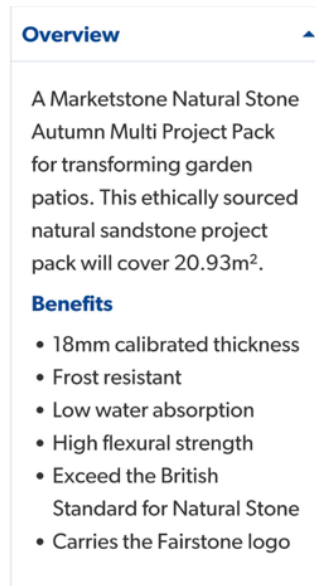 Overview
A Marketstone Natural Stone
Autumn Multi Project Pack
for transforming garden
patios. This ethically sourced
natural sandstone project
pack will cover 20.93m².
Benefits
• 18mm calibrated thickness
• Frost resistant
• Low water absorption
• High flexural strength
• Exceed the British
Standard for Natural Stone
• Carries the Fairstone logo